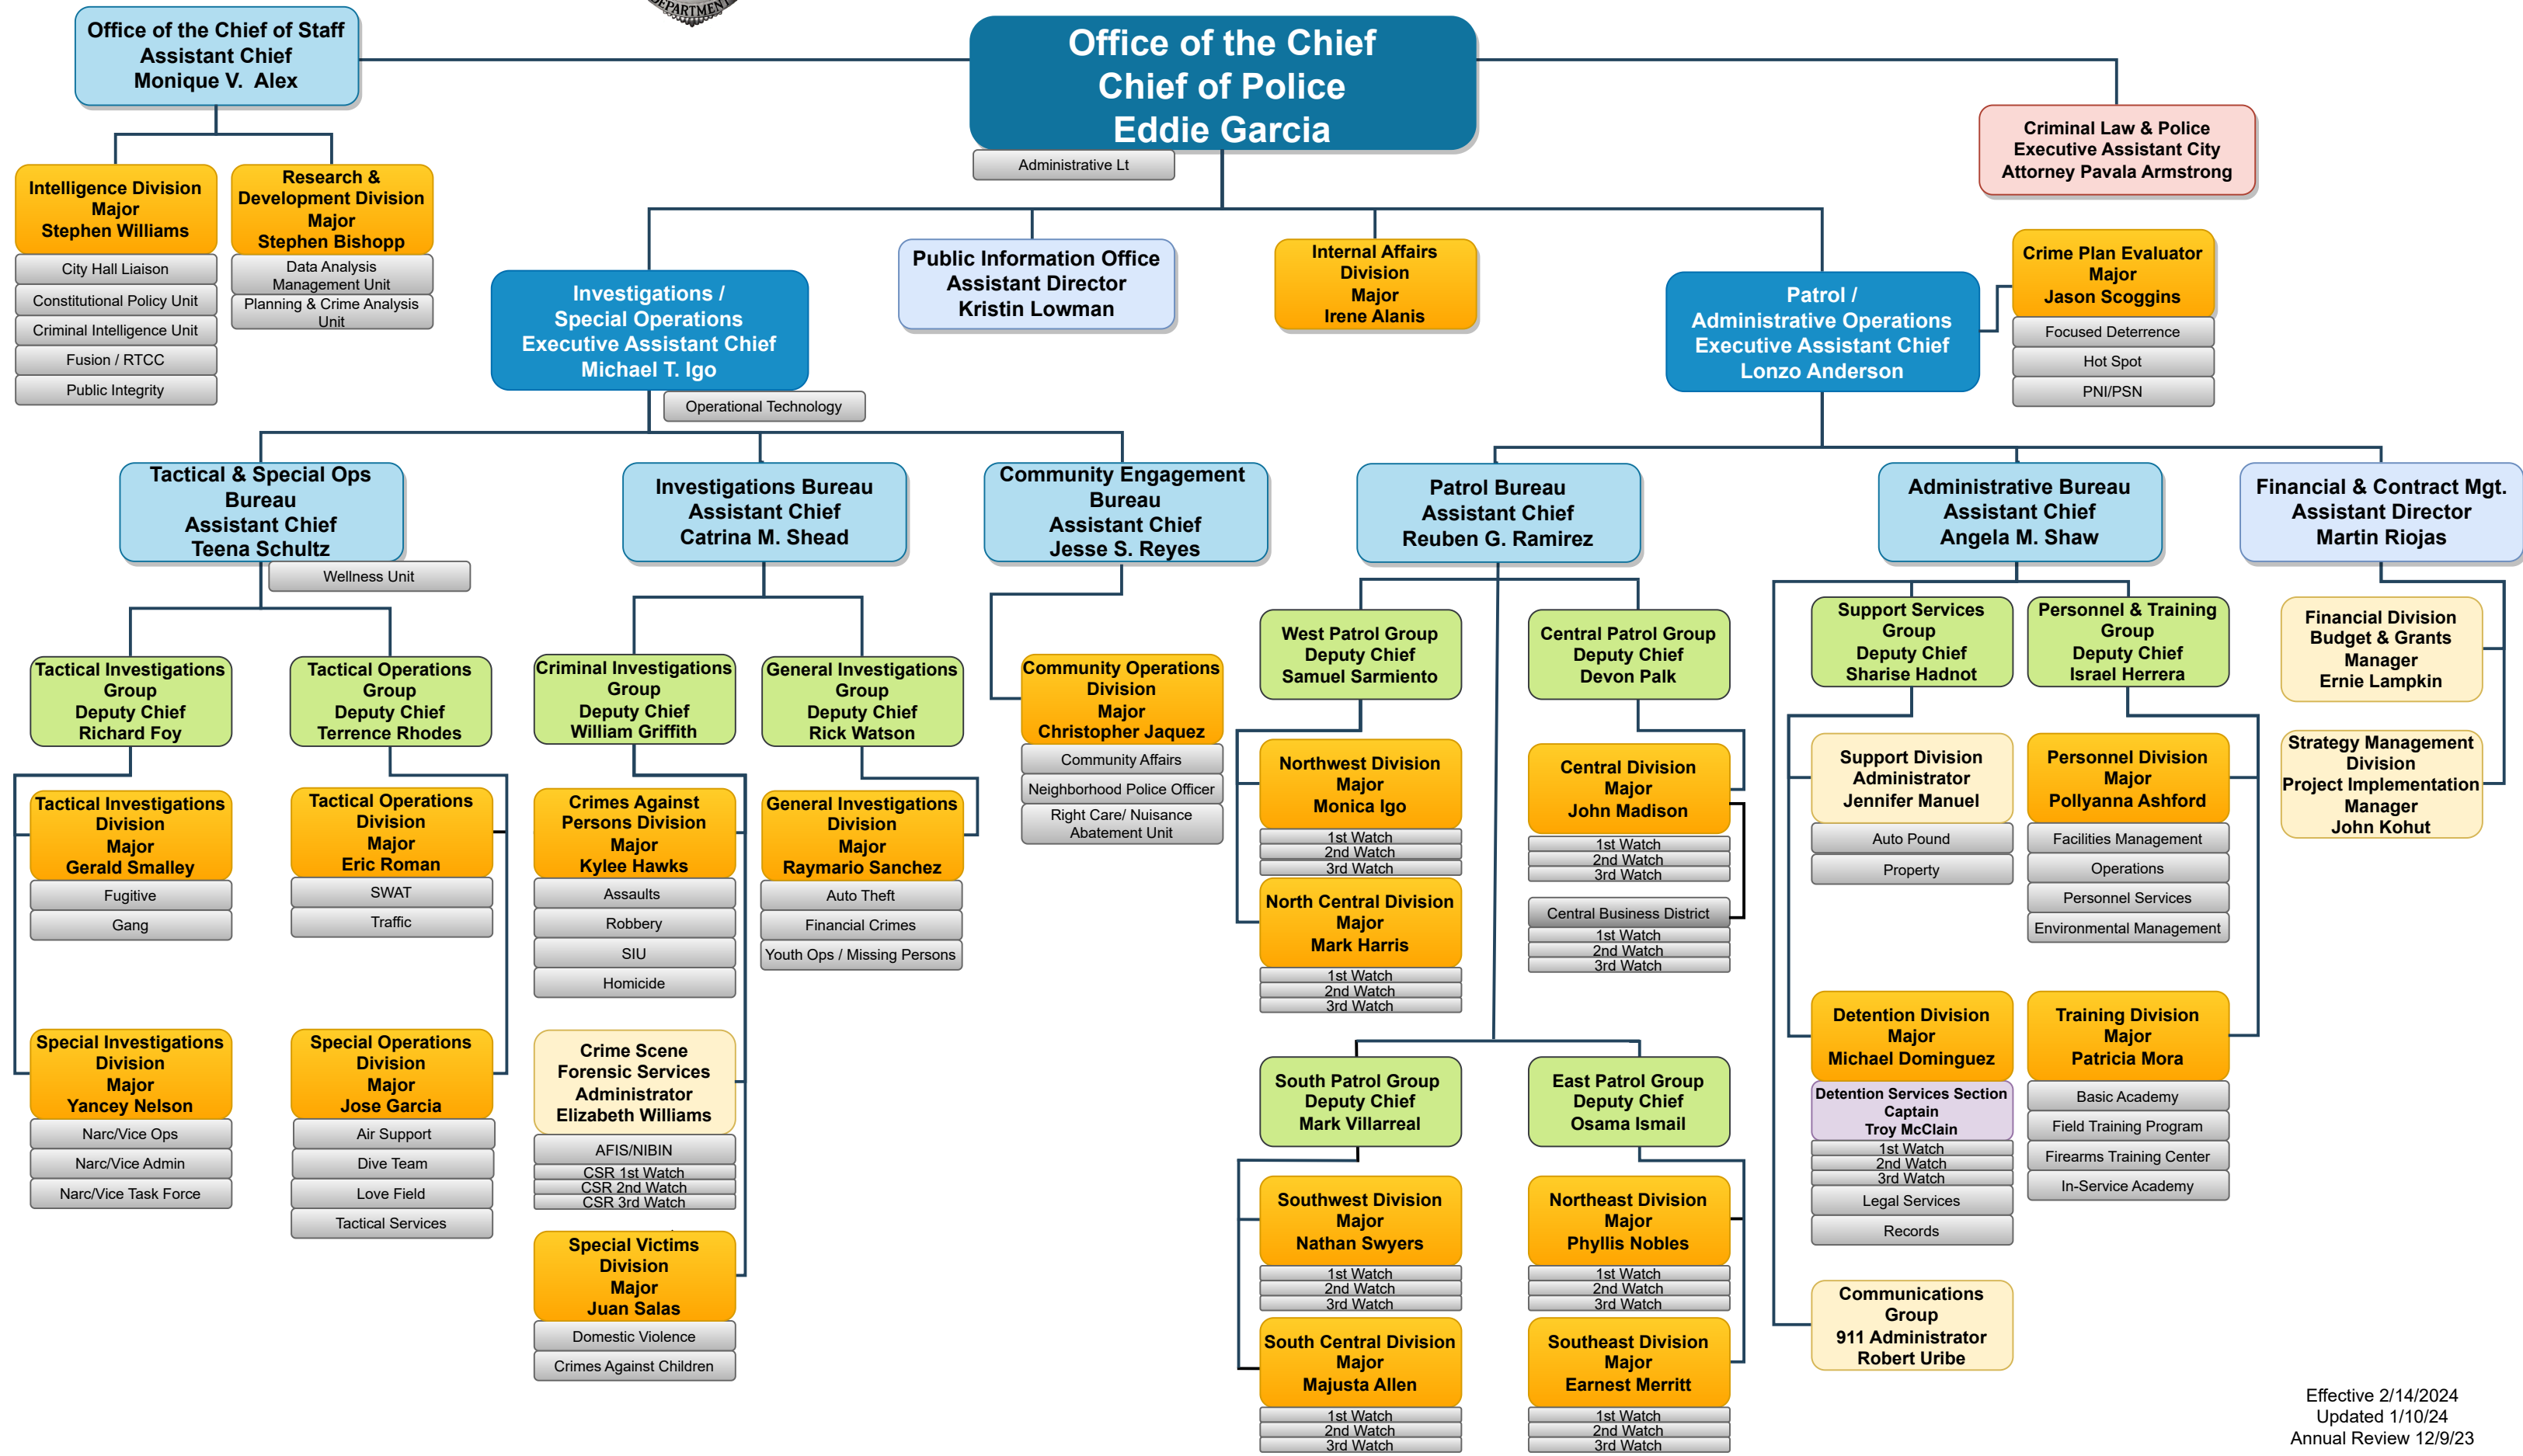 DEPARTMENT
Office of the Chief of Staff
Assistant Chief
Monique V. Alex
Office of the Chief
Chief of Police
Eddie Garcia
Administrative Lt
Criminal Law & Police
Executive Assistant City
Attorney Pavala Armstrong
Intelligence Division
Major
Stephen Williams
City Hall Liaison
Constitutional Policy Unit
Criminal Intelligence Unit
Fusion / RTCC
Public Integrity
Research &
Development Division
Major
Stephen Bishopp
Data Analysis
Management Unit
Planning & Crime Analysis
Unit
Investigations /
Special Operations
Executive Assistant Chief
Michael T. Igo
Operational Technology
Public Information Office
Assistant Director
Kristin Lowman
Internal Affairs
Division
Major
Irene Alanis
Patrol /
Administrative Operations
Executive Assistant Chief
Lonzo Anderson
Crime Plan Evaluator
Major
Jason Scoggins
Focused Deterrence
Hot Spot
PNI/PSN
Tactical & Special Ops
Bureau
Assistant Chief
Teena Schultz
Wellness Unit
Investigations Bureau
Assistant Chief
Catrina M. Shead
Community Engagement
Bureau
Assistant Chief
Jesse S. Reyes
Patrol Bureau
Assistant Chief
Reuben G. Ramirez
Administrative Bureau
Assistant Chief
Angela M. Shaw
Financial & Contract Mgt.
Assistant Director
Martin Riojas
Tactical Investigations
Group
Deputy Chief
Richard Foy
Tactical Investigations
Division
Major
Gerald Smalley
Fugitive
Gang
Special Investigations
Division
Major
Yancey Nelson
Narc/Vice Ops
Narc/Vice Admin
Narc/Vice Task Force
Tactical Operations
Group
Deputy Chief
Terrence Rhodes
Tactical Operations
Division
Major
Eric Roman
SWAT
Traffic
Special Operations
Division
Major
Jose Garcia
Air Support
Dive Team
Love Field
Tactical Services
Criminal Investigations
Group
Deputy Chief
William Griffith
Crimes Against
Persons Division
Major
Kylee Hawks
Assaults
Robbery
SIU
Homicide
Crime Scene
Forensic Services
Administrator
Elizabeth Williams
AFIS/NIBIN
CSR 1st Watch
CSR 2nd Watch
CSR 3rd Watch
Special Victims
Division
Major
Juan Salas
Domestic Violence
Crimes Against Children
General Investigations
Group
Deputy Chief
Rick Watson
General Investigations
Division
Major
Raymario Sanchez
Auto Theft
Financial Crimes
Youth Ops / Missing Persons
Community Operations
Division
Major
Christopher Jaquez
Community Affairs
Neighborhood Police Officer
Right Care/ Nuisance
Abatement Unit
West Patrol Group
Deputy Chief
Samuel Sarmiento
Northwest Division
Major
Monica Igo
1st Watch
2nd Watch
3rd Watch
North Central Division
Major
Mark Harris
1st Watch
2nd Watch
3rd Watch
Central Patrol Group
Deputy Chief
Devon Palk
Central Division
Major
John Madison
1st Watch
2nd Watch
3rd Watch
Central Business District
1st Watch
2nd Watch
3rd Watch
South Patrol Group
Deputy Chief
Mark Villarreal
Southwest Division
Major
Nathan Swyers
1st Watch
2nd Watch
3rd Watch
South Central Division
Major
Majusta Allen
1st Watch
2nd Watch
3rd Watch
East Patrol Group
Deputy Chief
Osama Ismail
Northeast Division
Major
Phyllis Nobles
1st Watch
2nd Watch
3rd Watch
Southeast Division
Major
Earnest Merritt
1st Watch
2nd Watch
3rd Watch
Support Services
Group
Deputy Chief
Sharise Hadnot
Support Division
Administrator
Jennifer Manuel
Auto Pound
Property
Detention Division
Major
Michael Dominguez
Detention Services Section
Captain
Troy McClain
1st Watch
2nd Watch
3rd Watch
Legal Services
Records
Communications
Group
911 Administrator
Robert Uribe
Personnel & Training
Group
Deputy Chief
Israel Herrera
Personnel Division
Major
Pollyanna Ashford
Facilities Management
Operations
Personnel Services
Environmental Management
Training Division
Major
Patricia Mora
Basic Academy
Field Training Program
Firearms Training Center
In-Service Academy
Financial Division
Budget & Grants
Manager
Ernie Lampkin
Strategy Management
Division
Project Implementation
Manager
John Kohut
Effective 2/14/2024
Updated 1/10/24
Annual Review 12/9/23